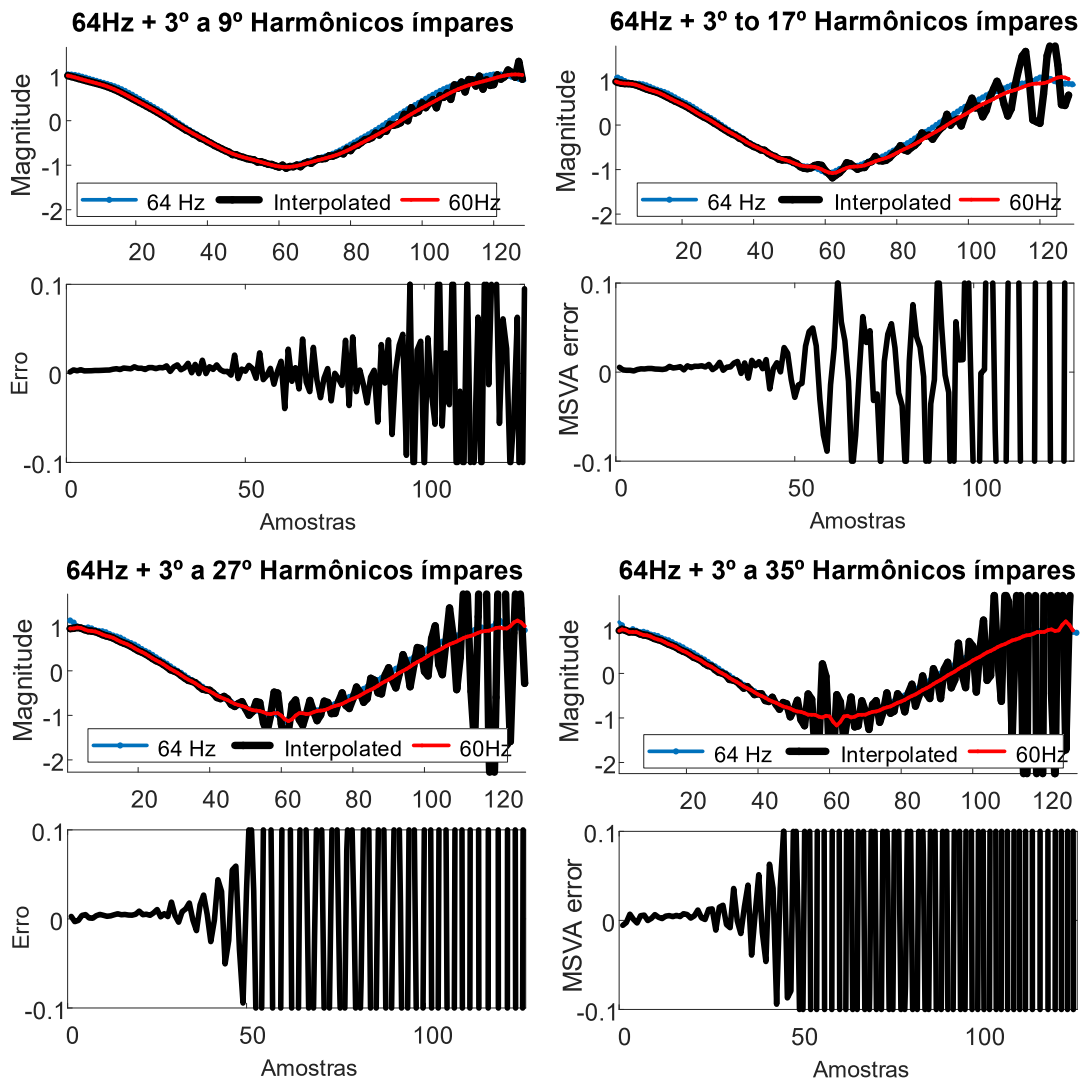 64Hz + 3º a 9º Harmônicos ímpares
Magnitude
1
0
-1
-2
64 Hz Interpolated 60Hz
20 40 60 80 100 120
Erro
0.1
0
-0.1
0 50 100
Amostras
64Hz + 3º to 17º Harmônicos ímpares
Magnitude
1
0
-1
-2
64 Hz Interpolated 60Hz
20 40 60 80 100 120
MSVA error
0.1
0
-0.1
0 50 100
Amostras
64Hz + 3º a 27º Harmônicos ímpares
Magnitude
1
0
-1
-2
64 Hz Interpolated 60Hz
20 40 60 80 100 120
Erro
0.1
0
-0.1
0 50 100
Amostras
64Hz + 3º a 35º Harmônicos ímpares
Magnitude
1
0
-1
-2
64 Hz Interpolated 60Hz
20 40 60 80 100 120
MSVA error
0.1
0
-0.1
0 50 100
Amostras